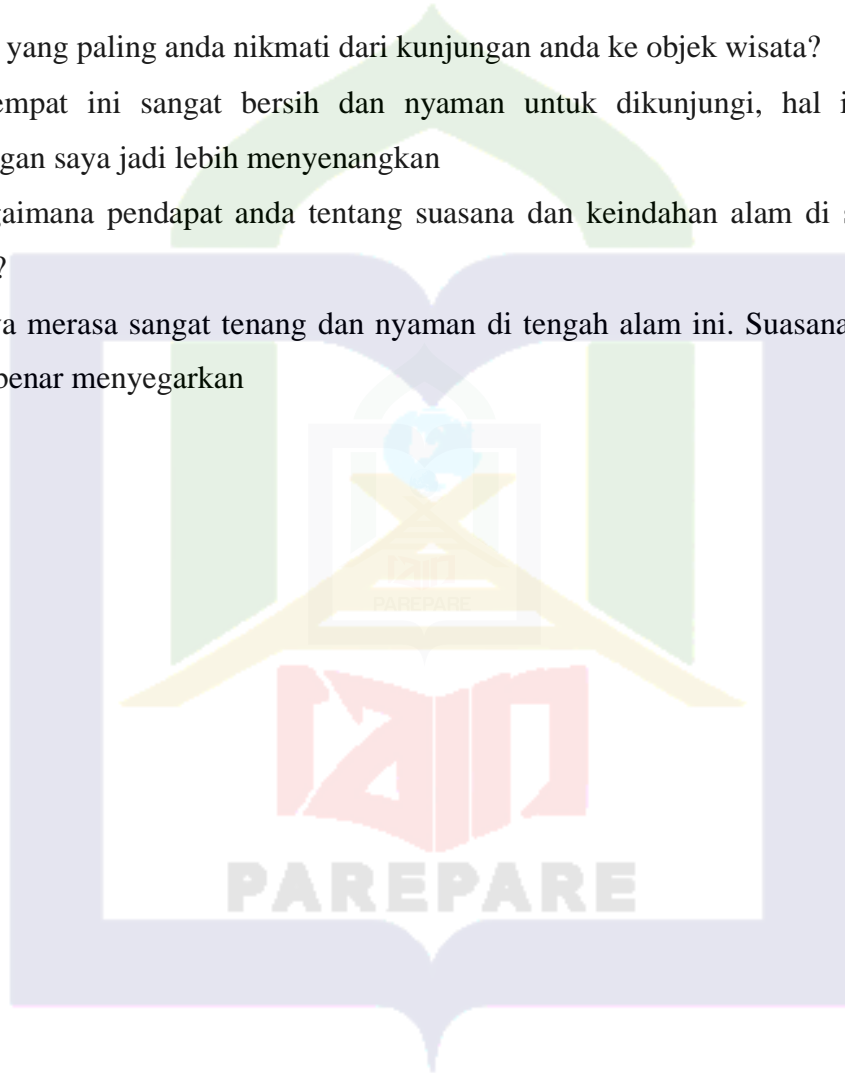 yang paling anda nikmati dari kunjungan anda ke objek wisata?
empat ini sangat bersih dan nyaman untuk dikunjungi, hal i
gan saya jadi lebih menyenangkan
gaimana pendapat anda tentang suasana dan keindahan alam di s
?
a merasa sangat tenang dan nyaman di tengah alam ini. Suasana
benar menyegarkan
IAIN
PAREPARE
IAIN
PAREPARE